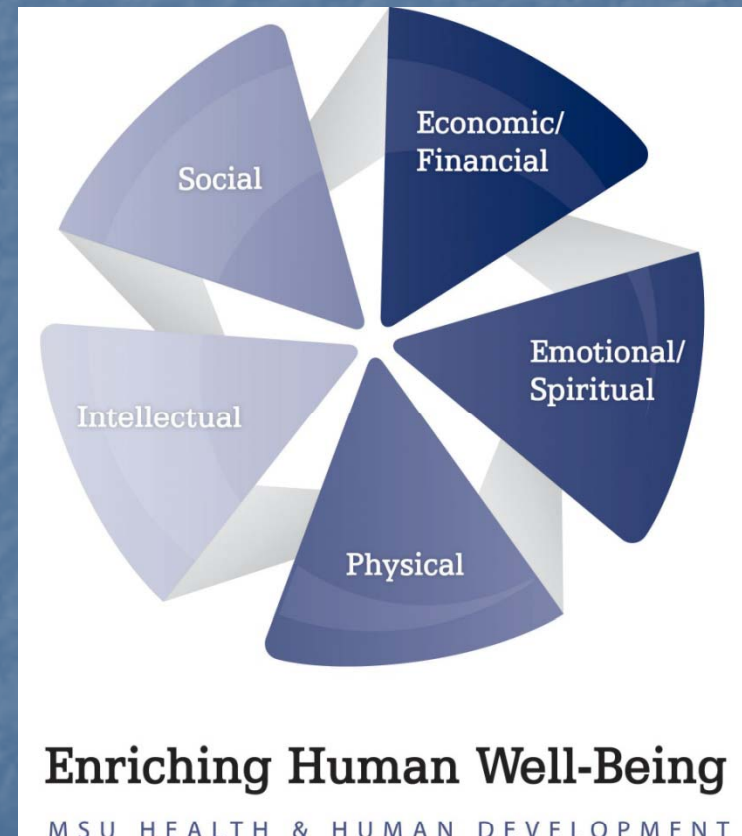 Economic/
Financial
Social
Emotional/
Spiritual
Intellectual
Physical
Enriching Human Well-Being
MSU HEALTH & HUMAN DEVELOPMENT